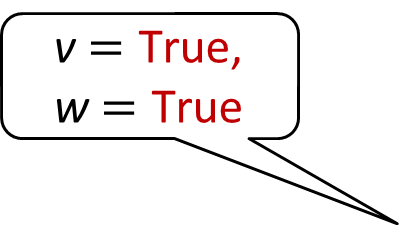 v = True,
w = True